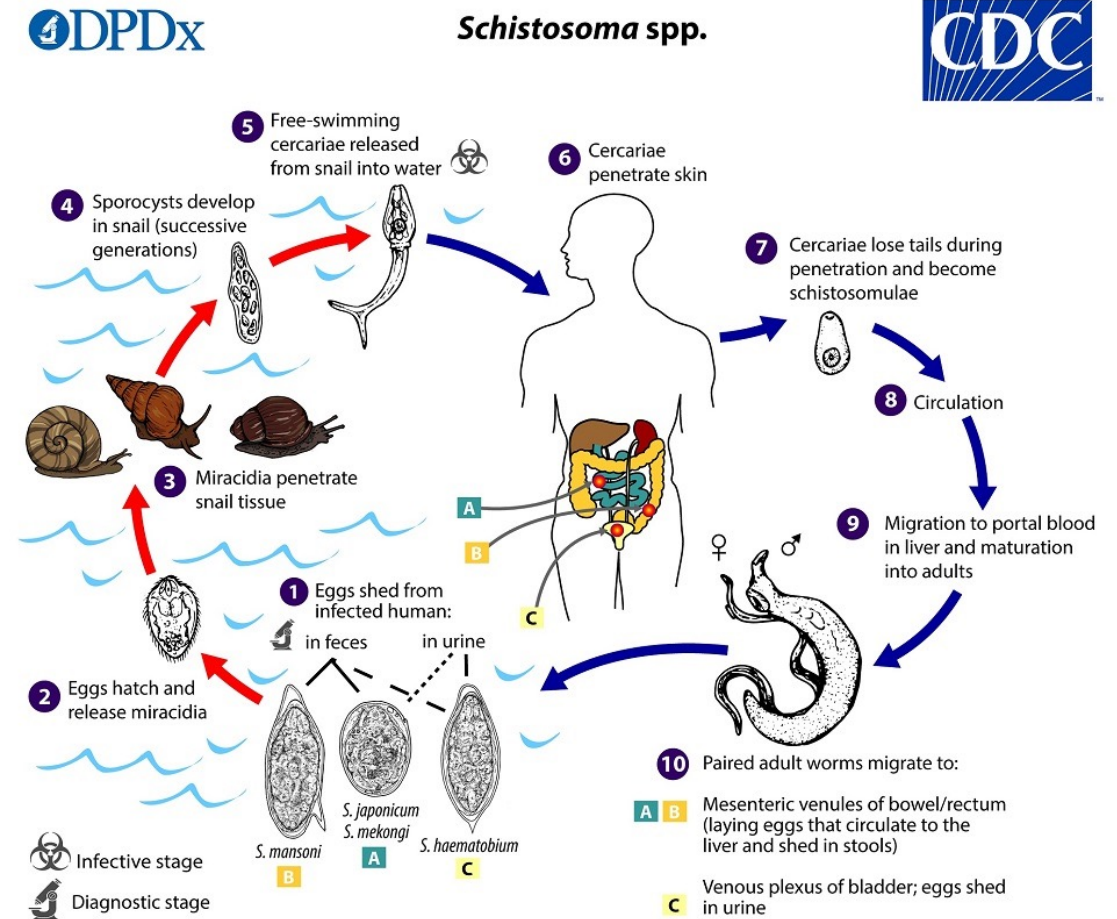 DPDx
Schistosoma spp.
CDC
TM
5 Free-swimming
cercariae released
from snail into water
6 Cercariae
penetrate skin
4 Sporocysts develop
in snail (successive
generations)
7 Cercariae lose tails during
penetration and become
schistosomulae
8 Circulation
3 Miracidia penetrate
snail tissue
A
B
C
9 Migration to portal blood
in liver and maturation
into adults
♀ ♂
1 Eggs shed from
infected human:
in feces
in urine
2 Eggs hatch and
release miracidia
S. mansoni
B
S. japonicum
S. mekongi
A
S. haematobium
C
10 Paired adult worms migrate to:
A B Mesenteric venules of bowel/rectum
(laying eggs that circulate to the
liver and shed in stools)
C Venous plexus of bladder; eggs shed
in urine
Infective stage
Diagnostic stage